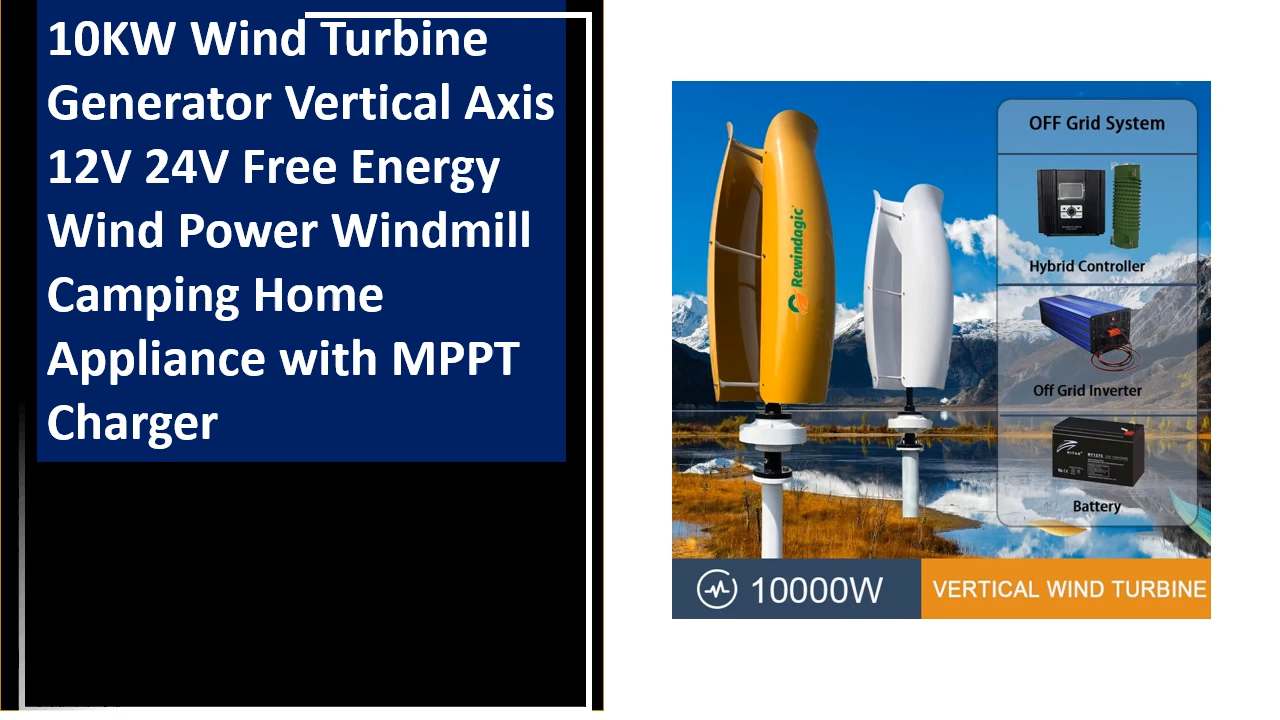 10KW Wind Turbine
Generator Vertical Axis
12V 24V Free Energy
Wind Power Windmill
Camping Home
Appliance with MPPT
Charger
OFF Grid System
Hybrid Controller
Off Grid Inverter
Battery
Rewindagic
RITAR
10000W
VERTICAL WIND TURBINE